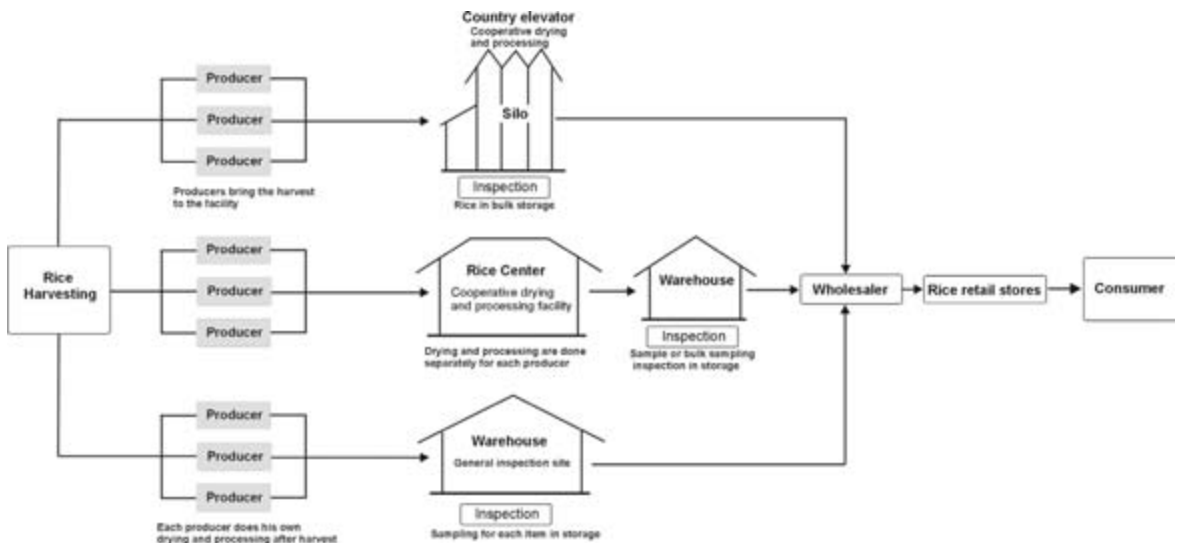 Country elevator
Cooperative drying
and processing
Producer
Producer
Producer
Silo
Inspection
Producers bring the harvest
to the facility
Rice in bulk storage
Rice
Harvesting
Producer
Producer
Producer
Rice Center
Cooperative drying
and processing facility
Warehouse
Wholesaler
Rice retail stores
Consumer
Inspection
Drying and processing are done
separately for each producer
Sample or bulk sampling
inspection in storage
Producer
Producer
Producer
Warehouse
General inspection site
Inspection
Each producer does his own
drying and processing after harvest
Sampling for each item in storage